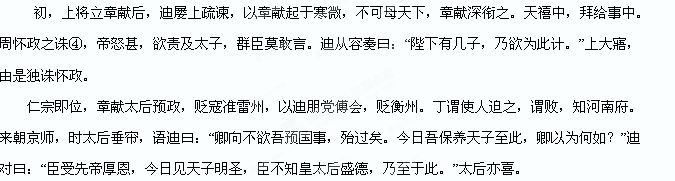 初，上将立章献后，迪屡上疏谏，以章献起于寒微，不可母天下，章献深衔之。天禧中，拜给事中。
周怀政之诛④，帝怒甚，欲责及太子，群臣莫敢言。迪从容奏曰：“陛下有几子，乃欲为此计。”上大寤，
由是独诛怀政。
仁宗即位，章献太后预政，贬寇准雷州，以迪朋党傅会，贬衡州。丁谓使人迫之，谓败，知河南府。
来朝京师，时太后垂帘，语迪曰：“卿向不欲吾预国事，殆过矣。今日吾保养天子至此，卿以为何如？”迪
对曰：“臣受先帝厚恩，今日见天子明圣，臣不知皇太后盛德，乃至于此。”太后亦喜。